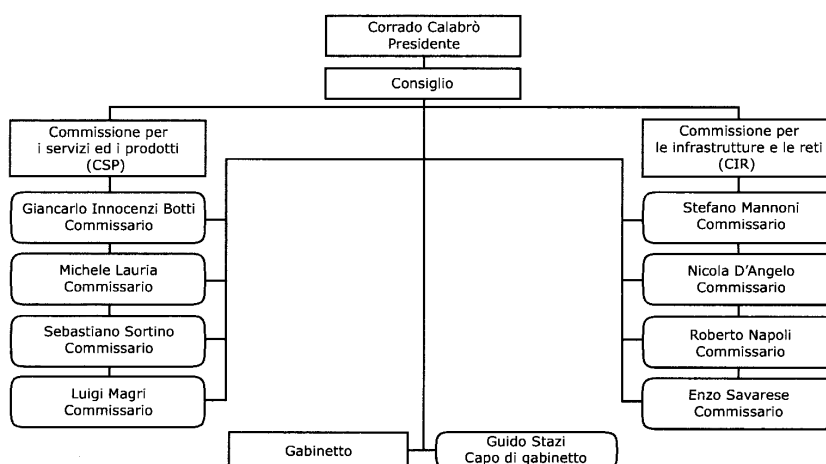 Corrado Calabrò
Presidente
Consiglio
Commissione per
i servizi ed i prodotti
(CSP)
Giancarlo Innocenzi Botti
Commissario
Michele Lauria
Commissario
Sebastiano Sortino
Commissario
Luigi Magri
Commissario
Commissione per
le infrastrutture e le reti
(CIR)
Stefano Mannoni
Commissario
Nicola D'Angelo
Commissario
Roberto Napoli
Commissario
Enzo Savarese
Commissario
Gabinetto
Guido Stazi
Capo di gabinetto